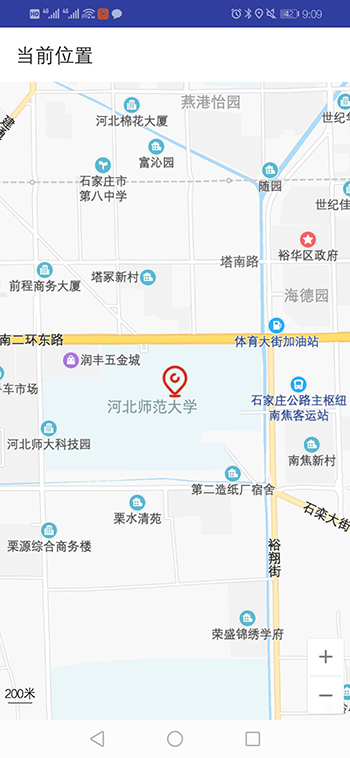 HD 4G 4G 42 9:09
当前位置
燕港怡园
河北棉花大厦
世纪
建通
富沁园
石家庄市
第八中学
随园
世纪佳
裕华区政府
塔南路
塔冢新村
前程商务大厦
海德园
南二环东路
体育大街加油站
润丰五金城
车市场
石家庄公路主枢纽
南焦客运站
河北师范大学
河北师大科技园
南焦新村
第二造纸厂宿舍
石栾大街
栗水清苑
栗源综合商务楼
裕翔街
荣盛锦绣学府
+
−
200米